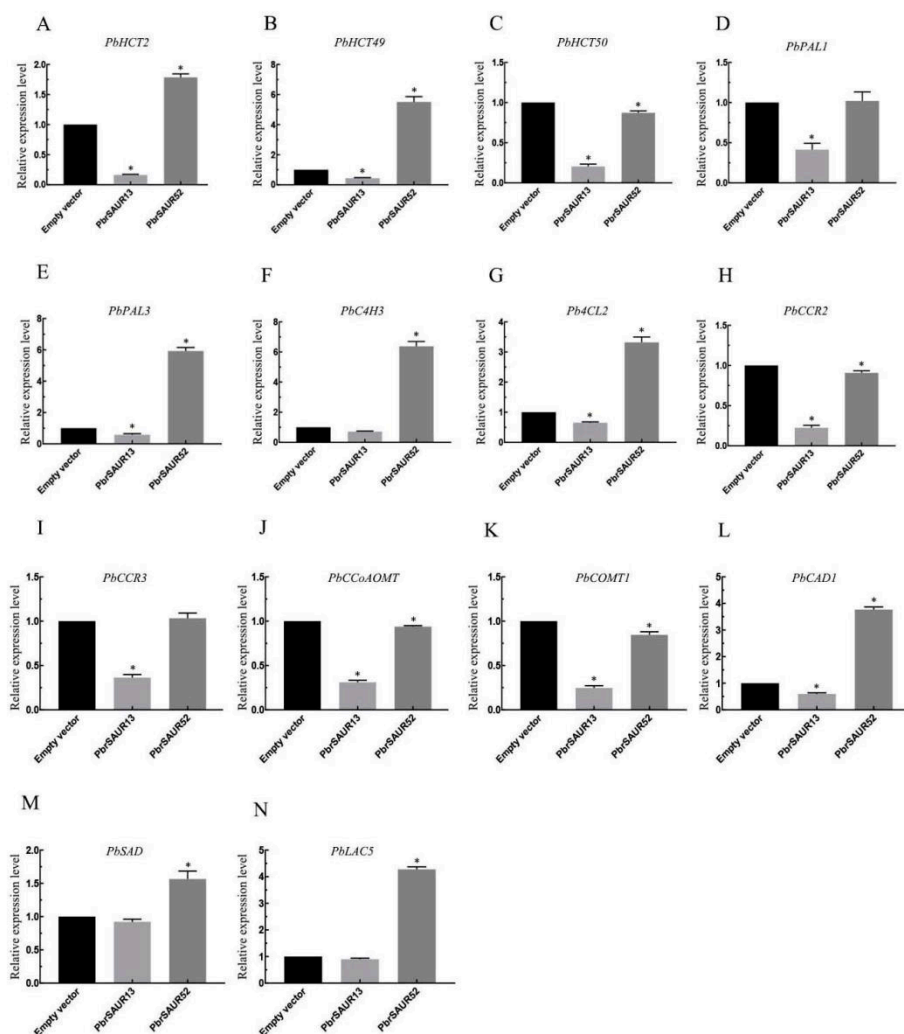 A
PbHCT2
Relative expression level
2.0
1.5
1.0
0.5
0.0
Empty vector
PbrSAUR13
PbrSAUR52
*
*
B
PbHCT49
Relative expression level
8
6
4
2
0
Empty vector
PbrSAUR13
PbrSAUR52
*
*
C
PbHCT50
Relative expression level
1.5
1.0
0.5
0.0
Empty vector
PbrSAUR13
PbrSAUR52
*
*
D
PbPAL1
Relative expression level
1.5
1.0
0.5
0.0
Empty vector
PbrSAUR13
PbrSAUR52
*
E
PbPAL3
Relative expression level
8
6
4
2
0
Empty vector
PbrSAUR13
PbrSAUR52
*
*
F
PbC4H3
Relative expression level
8
6
4
2
0
Empty vector
PbrSAUR13
PbrSAUR52
*
G
Pb4CL2
Relative expression level
4
3
2
1
0
Empty vector
PbrSAUR13
PbrSAUR52
*
*
H
PbCCR2
Relative expression level
1.5
1.0
0.5
0.0
Empty vector
PbrSAUR13
PbrSAUR52
*
*
I
PbCCR3
Relative expression level
1.5
1.0
0.5
0.0
Empty vector
PbrSAUR13
PbrSAUR52
*
J
PbCCoAOMT
Relative expression level
1.5
1.0
0.5
0.0
Empty vector
PbrSAUR13
PbrSAUR52
*
*
K
PbCOMT1
Relative expression level
1.5
1.0
0.5
0.0
Empty vector
PbrSAUR13
PbrSAUR52
*
*
L
PbCAD1
Relative expression level
5
4
3
2
1
0
Empty vector
PbrSAUR13
PbrSAUR52
*
*
M
PbSAD
Relative expression level
2.0
1.5
1.0
0.5
0.0
Empty vector
PbrSAUR13
PbrSAUR52
*
N
PbLAC5
Relative expression level
5
4
3
2
1
0
Empty vector
PbrSAUR13
PbrSAUR52
*